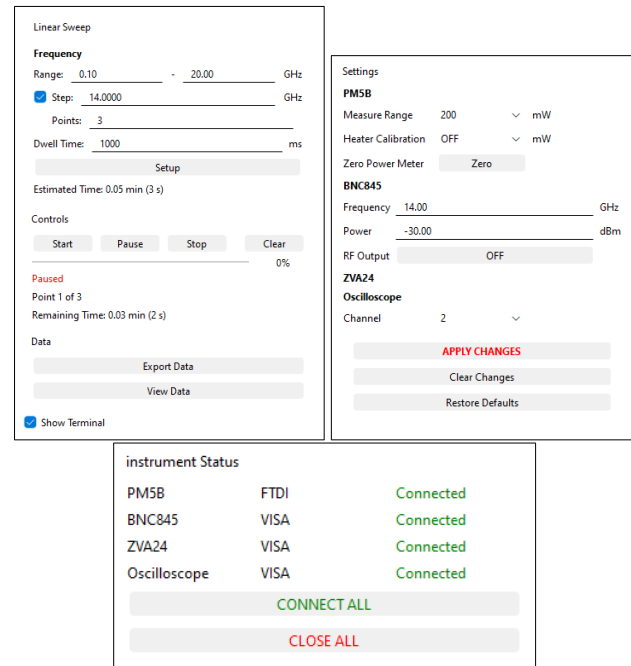 Linear Sweep
Frequency
Range: 0.10 - 20.00 GHz
Step: 14.0000 GHz
Points: 3
Dwell Time: 1000 ms
Setup
Estimated Time: 0.05 min (3 s)
Controls
Start Pause Stop Clear
0%
Paused
Point 1 of 3
Remaining Time: 0.03 min (2 s)
Data
Export Data
View Data
Show Terminal
Settings
PM5B
Measure Range 200 mW
Heater Calibration OFF mW
Zero Power Meter Zero
BNC845
Frequency 14.00 GHz
Power -30.00 dBm
RF Output OFF
ZVA24
Oscilloscope
Channel 2
APPLY CHANGES
Clear Changes
Restore Defaults
instrument Status
PM5B FTDI Connected
BNC845 VISA Connected
ZVA24 VISA Connected
Oscilloscope VISA Connected
CONNECT ALL
CLOSE ALL